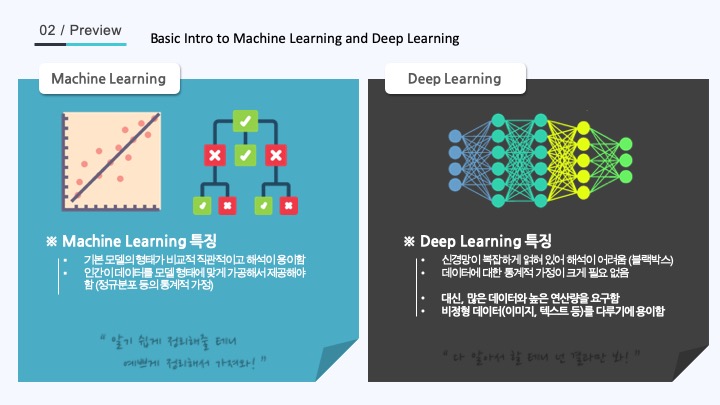 02 / Preview
Basic Intro to Machine Learning and Deep Learning
Machine Learning
※ Machine Learning 특징
• 기본 모델의 형태가 비교적 직관적이고 해석이 용이함
• 인간이 데이터를 모델 형태에 맞게 가공해서 제공해야
함 (정규분포 등의 통계적 가정)
“ 알기 쉽게 정리해줄 테니
예쁘게 정리해서 가져와! ”
Deep Learning
※ Deep Learning 특징
• 신경망이 복잡하게 얽혀 있어 해석이 어려움 (블랙박스)
• 데이터에 대한 통계적 가정이 크게 필요 없음
• 대신, 많은 데이터와 높은 연산량을 요구함
• 비정형 데이터(이미지, 텍스트 등)를 다루기에 용이함
“ 다 알아서 할 테니 넌 결과만 봐! ”